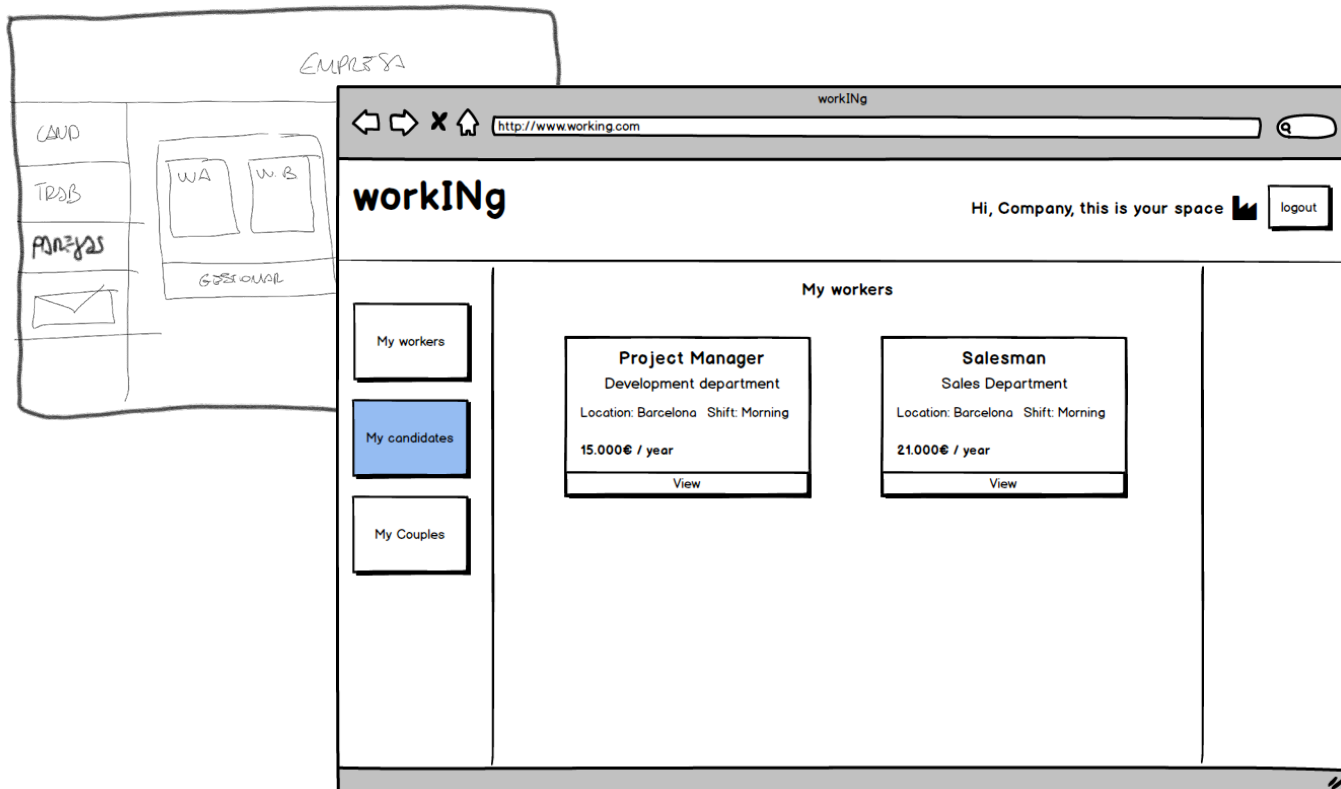 EMPRESA
CAND
TRAB
PAREJAS
WA
W.B
GESTIONAR
workINg
http://www.working.com
workINg
Hi, Company, this is your space
logout
My workers
My candidates
My Couples
My workers
Project Manager
Development department
Location: Barcelona Shift: Morning
15.000€ / year
View
Salesman
Sales Department
Location: Barcelona Shift: Morning
21.000€ / year
View